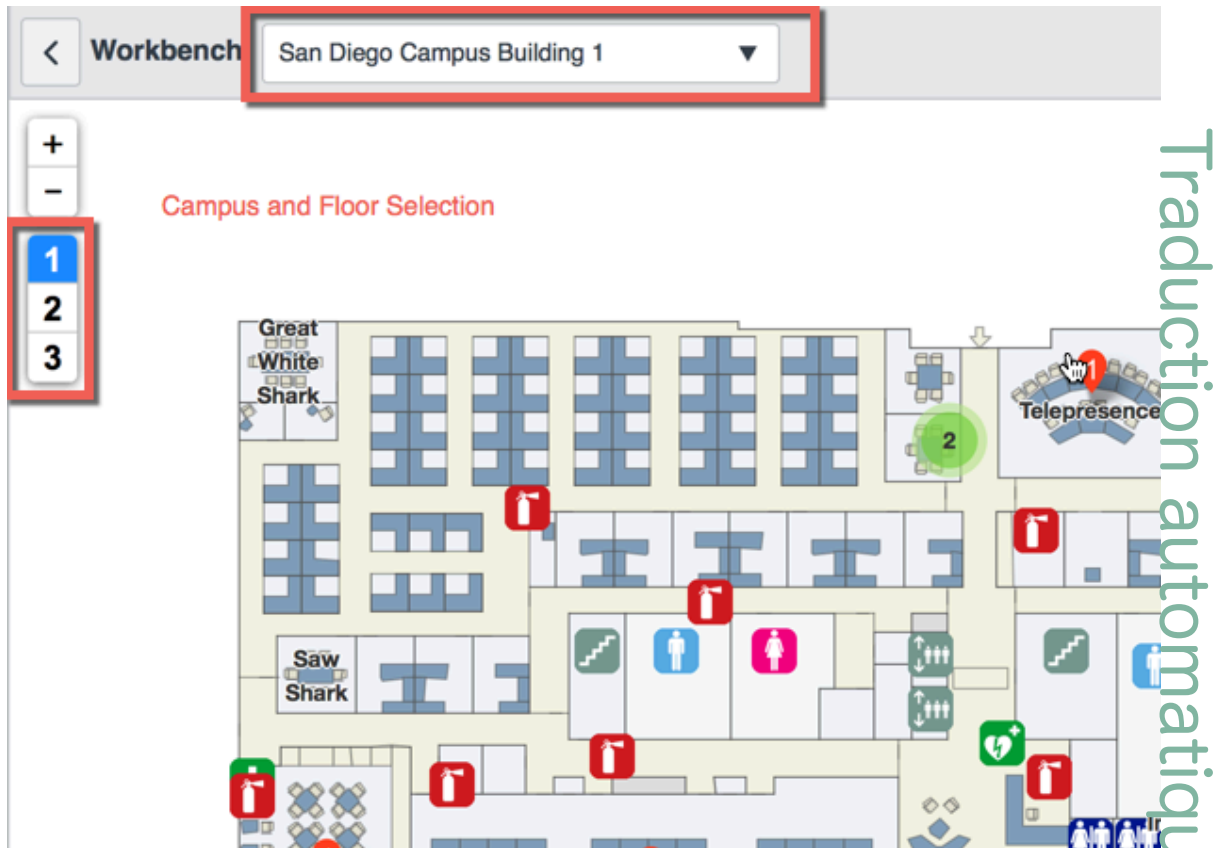 Workbench
San Diego Campus Building 1
+
−
Campus and Floor Selection
1
2
3
Great
White
Shark
1
Telepresence
2
Saw
Shark
Traduction automatiqu